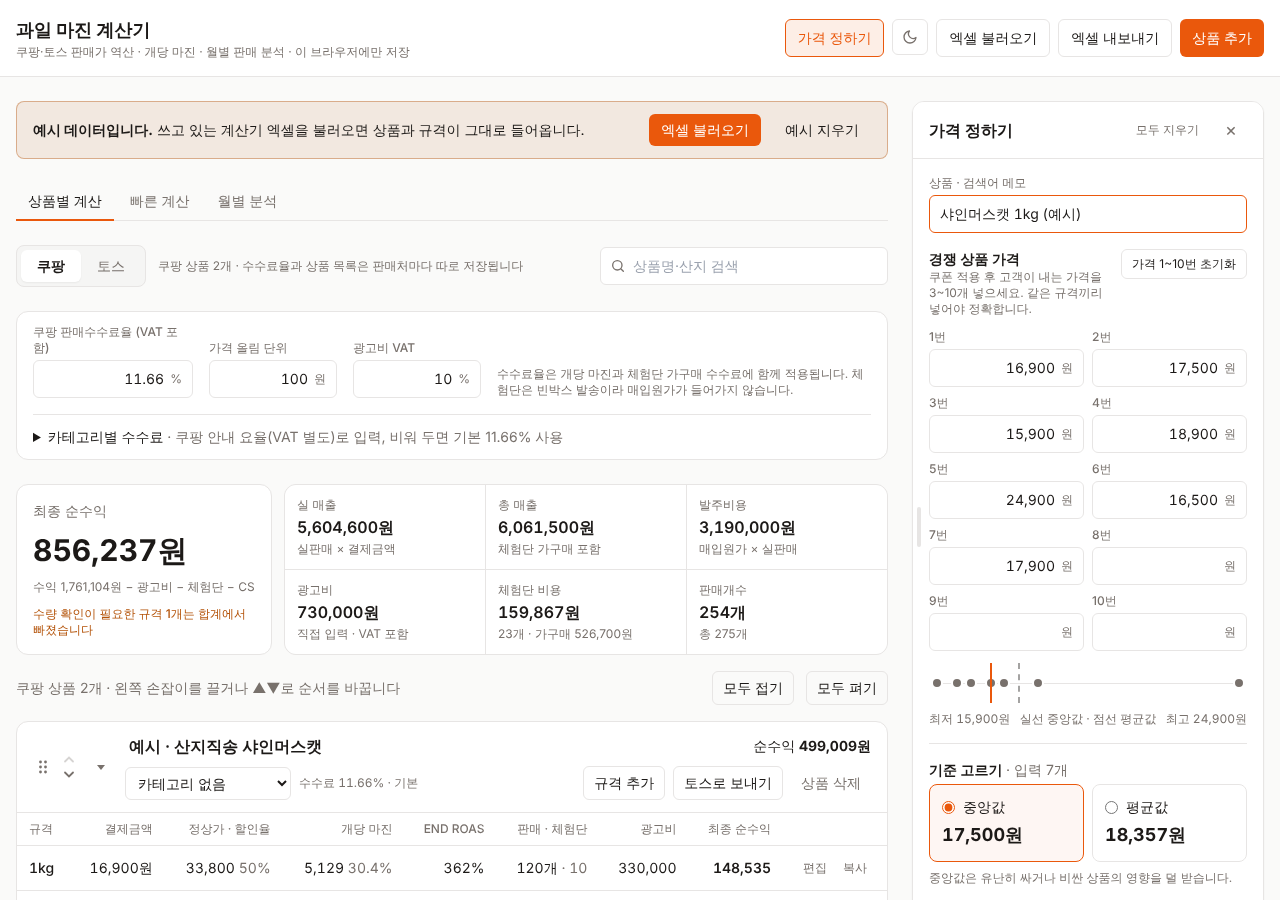 과일 마진 계산기
쿠팡·토스 판매가 역산 · 개당 마진 · 월별 판매 분석 · 이 브라우저에만 저장
가격 정하기
엑셀 불러오기
엑셀 내보내기
상품 추가
예시 데이터입니다. 쓰고 있는 계산기 엑셀을 불러오면 상품과 규격이 그대로 들어옵니다.
엑셀 불러오기
예시 지우기
상품별 계산
빠른 계산
월별 분석
쿠팡
토스
쿠팡 상품 2개 · 수수료율과 상품 목록은 판매처마다 따로 저장됩니다
상품명·산지 검색
쿠팡 판매수수료율 (VAT 포
함)
11.66 %
가격 올림 단위
100 원
광고비 VAT
10 %
수수료율은 개당 마진과 체험단 가구매 수수료에 함께 적용됩니다. 체
험단은 빈박스 발송이라 매입원가가 들어가지 않습니다.
▶ 카테고리별 수수료 · 쿠팡 안내 요율(VAT 별도)로 입력, 비워 두면 기본 11.66% 사용
최종 순수익
856,237원
수익 1,761,104원 − 광고비 − 체험단 − CS
수량 확인이 필요한 규격 1개는 합계에서
빠졌습니다
실 매출
5,604,600원
실판매 × 결제금액
총 매출
6,061,500원
체험단 가구매 포함
발주비용
3,190,000원
매입원가 × 실판매
광고비
730,000원
직접 입력 · VAT 포함
체험단 비용
159,867원
23개 · 가구매 526,700원
판매개수
254개
총 275개
쿠팡 상품 2개 · 왼쪽 손잡이를 끌거나 ▲▼로 순서를 바꿉니다
모두 접기
모두 펴기
예시 · 산지직송 샤인머스캣
순수익 499,009원
카테고리 없음
수수료 11.66% · 기본
규격 추가
토스로 보내기
상품 삭제
규격 결제금액 정상가 · 할인율 개당 마진 END ROAS 판매 · 체험단 광고비 최종 순수익
1kg 16,900원 33,800 50% 5,129 30.4% 362% 120개 · 10 330,000 148,535 편집 복사
가격 정하기
모두 지우기
×
상품 · 검색어 메모
샤인머스캣 1kg (예시)
경쟁 상품 가격
가격 1~10번 초기화
쿠폰 적용 후 고객이 내는 가격을
3~10개 넣으세요. 같은 규격끼리
넣어야 정확합니다.
1번 2번
16,900 원 17,500 원
3번 4번
15,900 원 18,900 원
5번 6번
24,900 원 16,500 원
7번 8번
17,900 원 원
9번 10번
원 원
최저 15,900원 실선 중앙값 · 점선 평균값 최고 24,900원
기준 고르기 · 입력 7개
중앙값
17,500원
평균값
18,357원
중앙값은 유난히 싸거나 비싼 상품의 영향을 덜 받습니다.